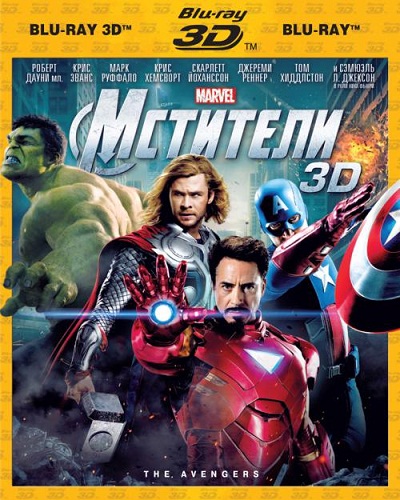 Blu-ray
BLU-RAY 3D™
3D™
BLU-RAY™
РОБЕРТ ДАУНИ МЛ.
КРИС ЭВАНС
МАРК РУФФАЛО
КРИС ХЕМСВОРТ
СКАРЛЕТТ ЙОХАНССОН
ДЖЕРЕМИ РЕННЕР
ТОМ ХИДДЛСТОН
И СЭМЮЭЛЬ Л. ДЖЕКСОН
MARVEL
МСТИТЕЛИ
3D
THE AVENGERS